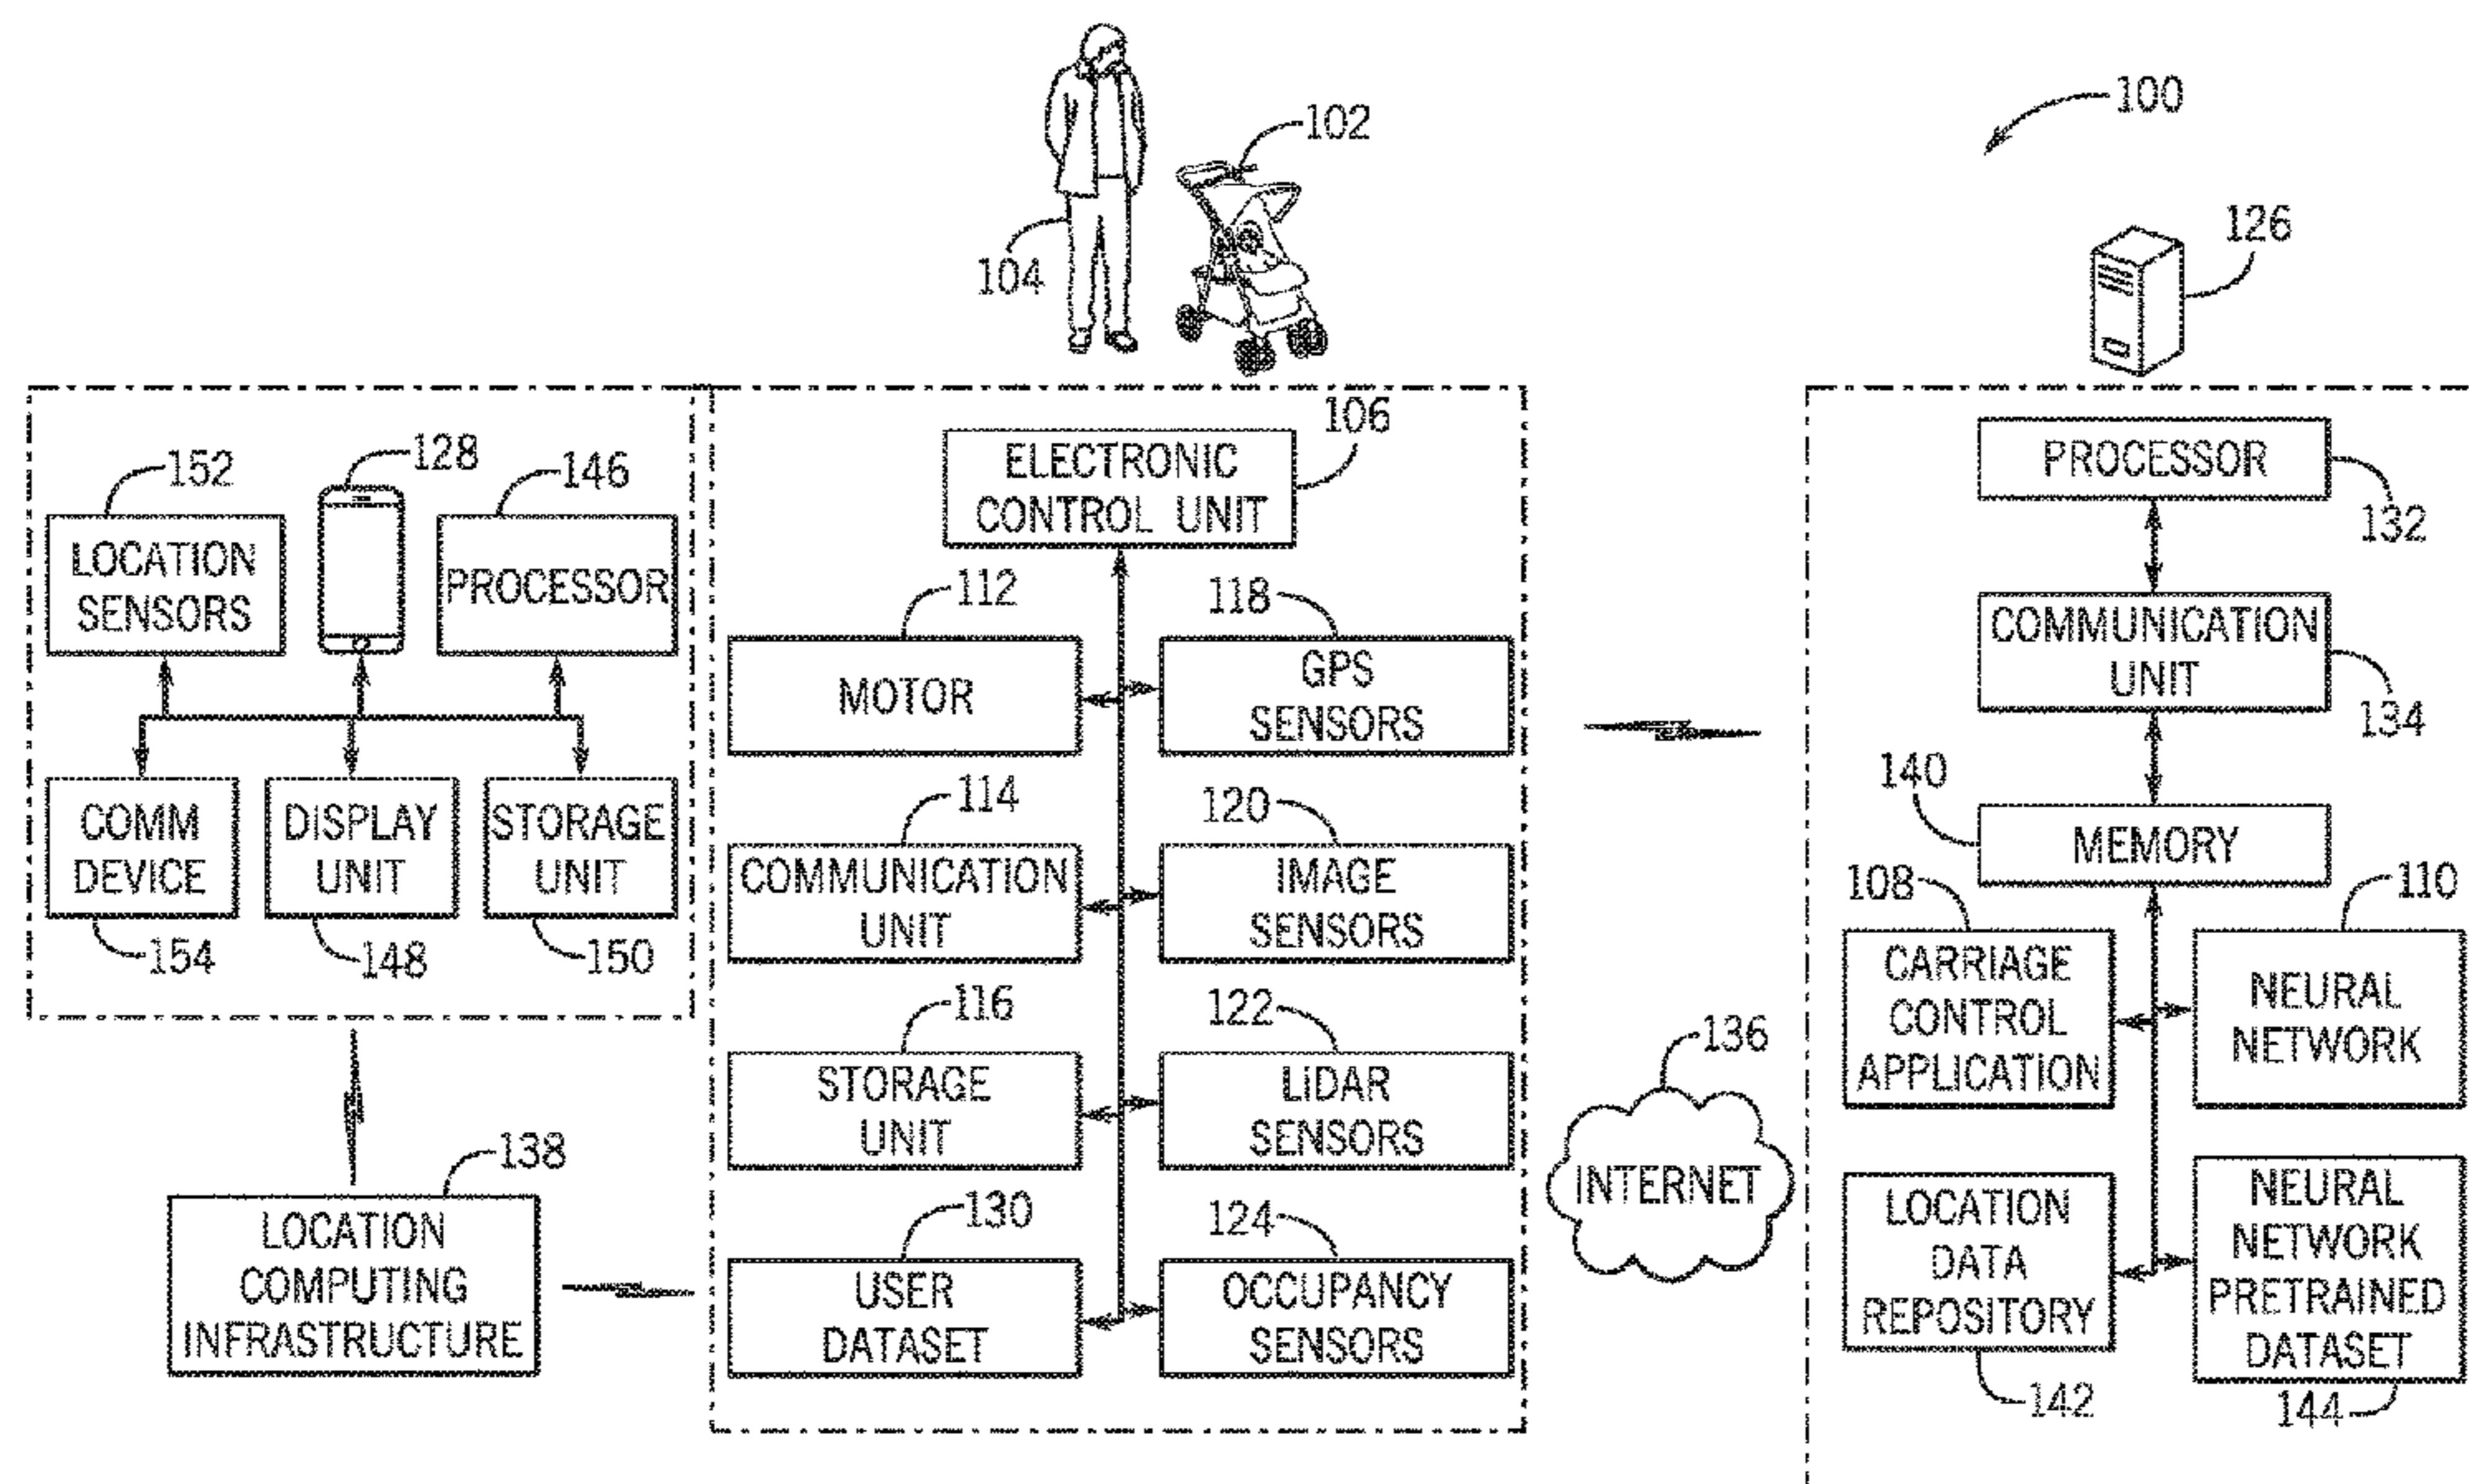 100
102
104
126
152
128
146
LOCATION
SENSORS
PROCESSOR
COMM
DEVICE
DISPLAY
UNIT
STORAGE
UNIT
154
148
150
138
LOCATION
COMPUTING
INFRASTRUCTURE
106
ELECTRONIC
CONTROL UNIT
112
MOTOR
118
GPS
SENSORS
114
COMMUNICATION
UNIT
120
IMAGE
SENSORS
116
STORAGE
UNIT
122
LiDAR
SENSORS
130
USER
DATASET
124
OCCUPANCY
SENSORS
136
INTERNET
PROCESSOR
132
COMMUNICATION
UNIT
134
140
MEMORY
108
CARRIAGE
CONTROL
APPLICATION
110
NEURAL
NETWORK
LOCATION
DATA
REPOSITORY
142
NEURAL
NETWORK
PRETRAINED
DATASET
144